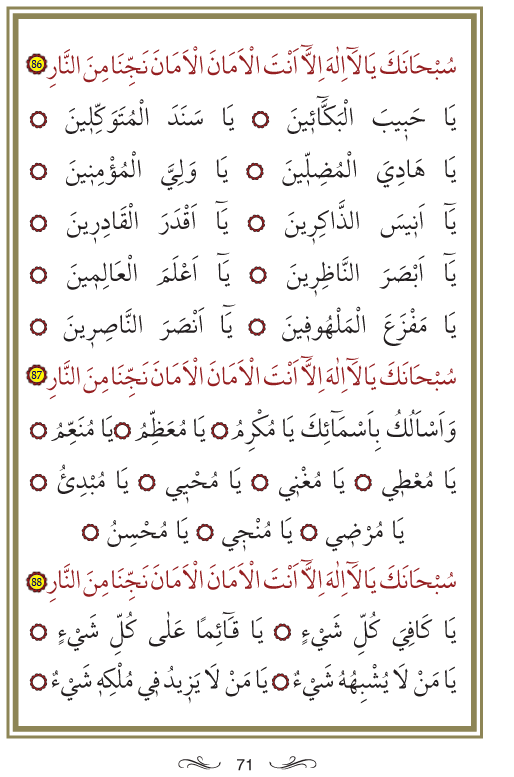 سُبْحَانَكَ يَا لَٓا اِلٰهَ اِلَّٓا اَنْتَ الْاَمَانَ الْاَمَانَ نَجِّنَا مِنَ النَّارِ 86
يَا حَبِيبَ الْبَكَّٓائِينَ ۞ يَا سَنَدَ الْمُتَوَكِّلِينَ ۞
يَا هَادِيَ الْمُضِلِّينَ ۞ يَا وَلِيَّ الْمُؤْمِنِينَ ۞
يَٓا اَنِيسَ الذَّاكِرِينَ ۞ يَٓا اَقْدَرَ الْقَادِرِينَ ۞
يَٓا اَبْصَرَ النَّاظِرِينَ ۞ يَٓا اَعْلَمَ الْعَالِمِينَ ۞
يَا مَفْزَعَ الْمَلْهُوفِينَ ۞ يَٓا اَنْصَرَ النَّاصِرِينَ ۞
سُبْحَانَكَ يَا لَٓا اِلٰهَ اِلَّٓا اَنْتَ الْاَمَانَ الْاَمَانَ نَجِّنَا مِنَ النَّارِ 87
وَاَسْاَلُكَ بِاَسْمَٓائِكَ يَا مُكْرِمُ ۞ يَا مُعَظِّمُ ۞ يَا مُنَعِّمُ ۞
يَا مُعْطِي ۞ يَا مُغْنِي ۞ يَا مُحْيِي ۞ يَا مُبْدِئُ ۞
يَا مُرْضِي ۞ يَا مُنْجِي ۞ يَا مُحْسِنُ ۞
سُبْحَانَكَ يَا لَٓا اِلٰهَ اِلَّٓا اَنْتَ الْاَمَانَ الْاَمَانَ نَجِّنَا مِنَ النَّارِ 88
يَا كَافِيَ كُلِّ شَيْءٍ ۞ يَا قَٓائِمًا عَلٰى كُلِّ شَيْءٍ ۞
يَا مَنْ لَا يُشْبِهُهُ شَيْءٌ ۞ يَا مَنْ لَا يَزِيدُ فِي مُلْكِهِ شَيْءٌ ۞
71